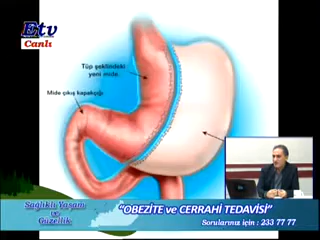 Etv
Canlı
Tüp şeklindeki
yeni mide.
Mide çıkış kapakçığı.
Sağlıklı Yaşam
ve
Güzellik
“OBEZİTE ve CERRAHİ TEDAVİSİ”
Sorularınız için : 233 77 77